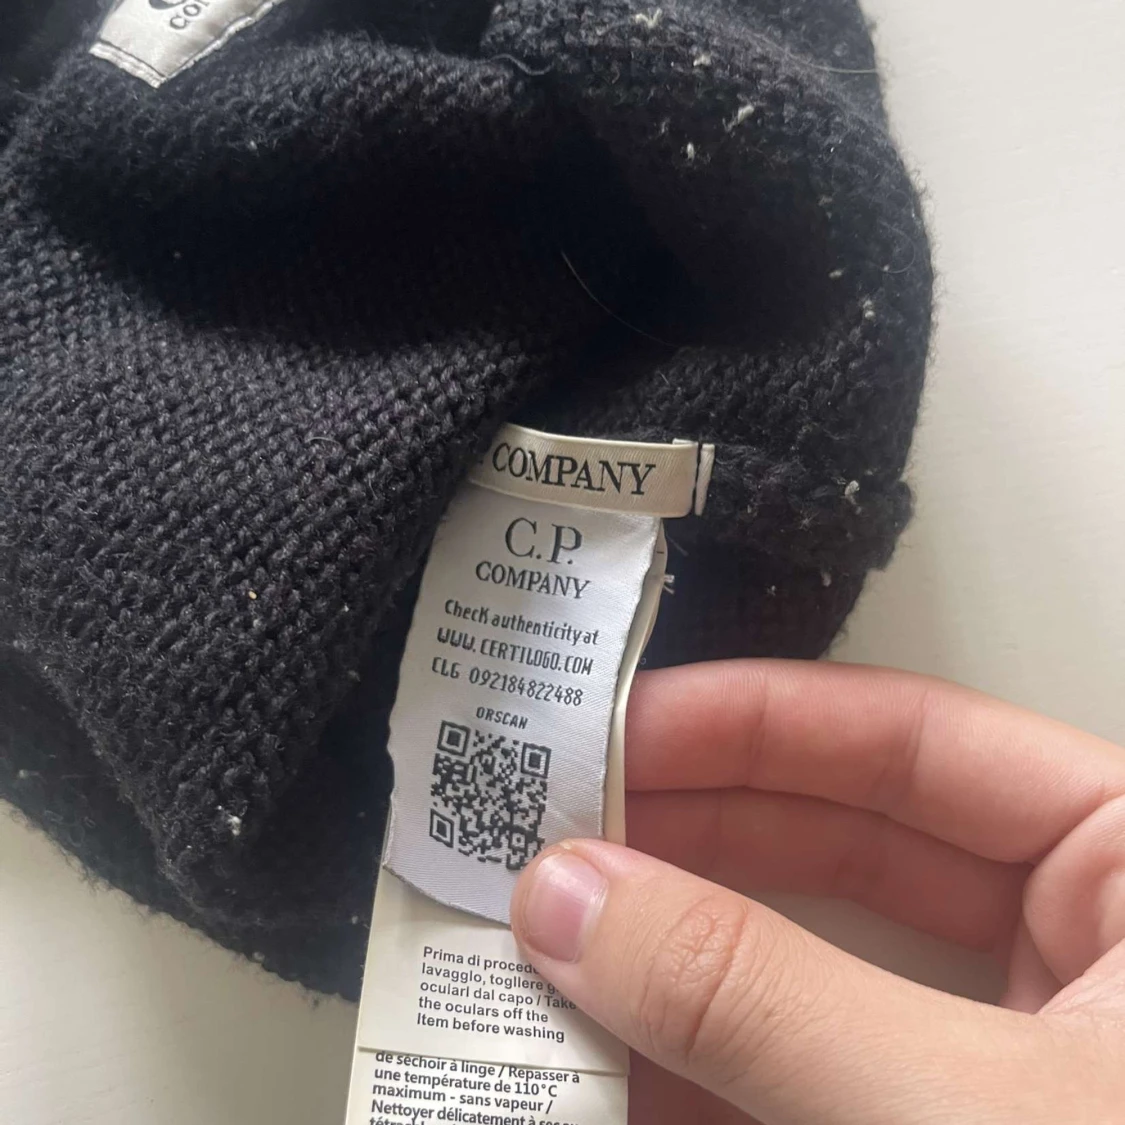 CO
COMPANY
C.P.
COMPANY
Check authenticity at
WWW.CERTILOGO.COM
CLG 092184822488
ORSCAN
Prima di
lavaggio, togliere
oculari dal capo / Take
the oculars off the
Item before washing
de séchoir à linge / Repasser à
une température de 110°C
maximum - sans vapeur /
Nettoyer délicatement à